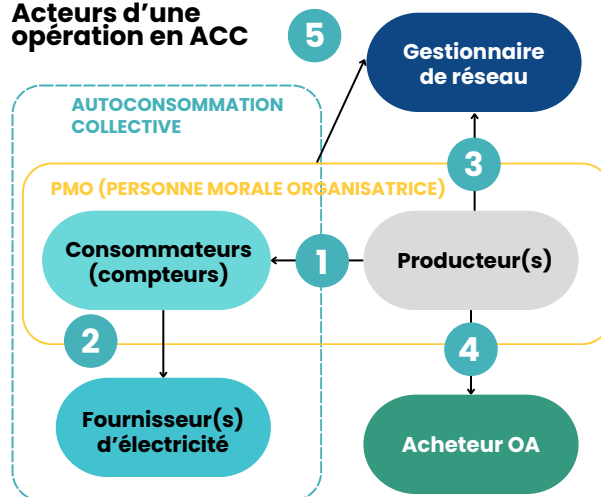 Acteurs d’une
opération en ACC
5
Gestionnaire
de réseau
AUTOCONSOMMATION
COLLECTIVE
3
PMO (PERSONNE MORALE ORGANISATRICE)
Consommateurs
(compteurs)
1
Producteur(s)
2
4
Fournisseur(s)
d’électricité
Acheteur OA